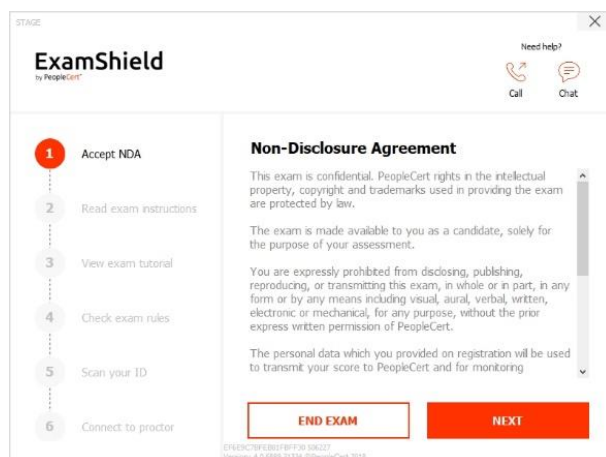 STAGE
ExamShield
by PeopleCert
Need help?
Call
Chat
1 Accept NDA
2 Read exam instructions
3 View exam tutorial
4 Check exam rules
5 Scan your ID
6 Connect to proctor
Non-Disclosure Agreement
This exam is confidential. PeopleCert rights in the intellectual
property, copyright and trademarks used in providing the exam
are protected by law.
The exam is made available to you as a candidate, solely for
the purpose of your assessment.
You are expressly prohibited from disclosing, publishing,
reproducing, or transmitting this exam, in whole or in part, in any
form or by any means including visual, aural, verbal, written,
electronic or mechanical, for any purpose, without the prior
express written permission of PeopleCert.
The personal data which you provided on registration will be used
to transmit your score to PeopleCert and for monitoring
END EXAM
NEXT